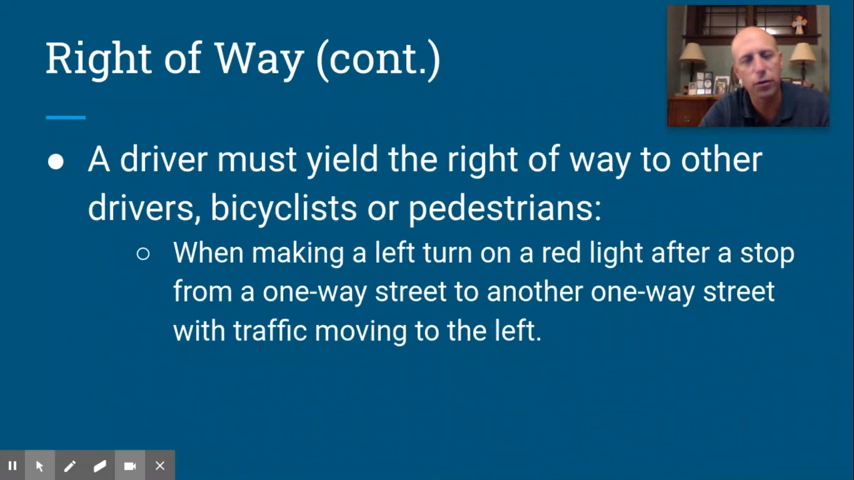 Right of Way (cont.)
● A driver must yield the right of way to other
drivers, bicyclists or pedestrians:
○ When making a left turn on a red light after a stop
from a one-way street to another one-way street
with traffic moving to the left.